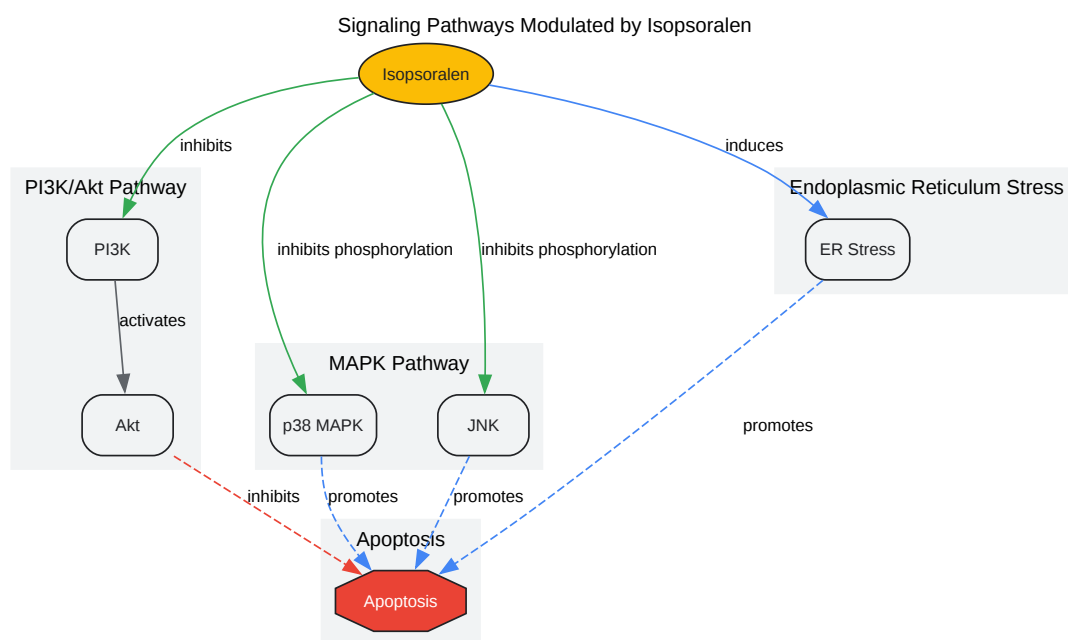 Signaling Pathways Modulated by Isopsoralen
Isopsoralen
inhibits
induces
PI3K/Akt Pathway
Endoplasmic Reticulum Stress
PI3K
inhibits phosphorylation
inhibits phosphorylation
ER Stress
activates
MAPK Pathway
Akt
p38 MAPK
JNK
promotes
inhibits
promotes
promotes
Apoptosis
Apoptosis